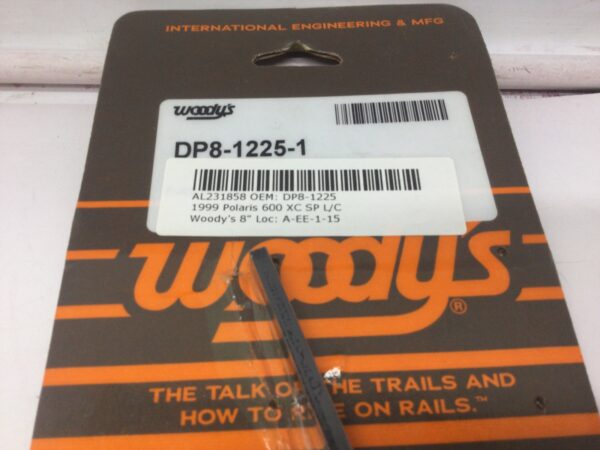 INTERNATIONAL ENGINEERING & MFG
woody's
DP8-1225-1
AL231858 OEM: DP8-1225
1999 Polaris 600 XC SP L/C
Woody's 8" Loc: A-EE-1-15
woody's®
THE TALK OF THE TRAILS AND
HOW TO RIDE ON RAILS.™